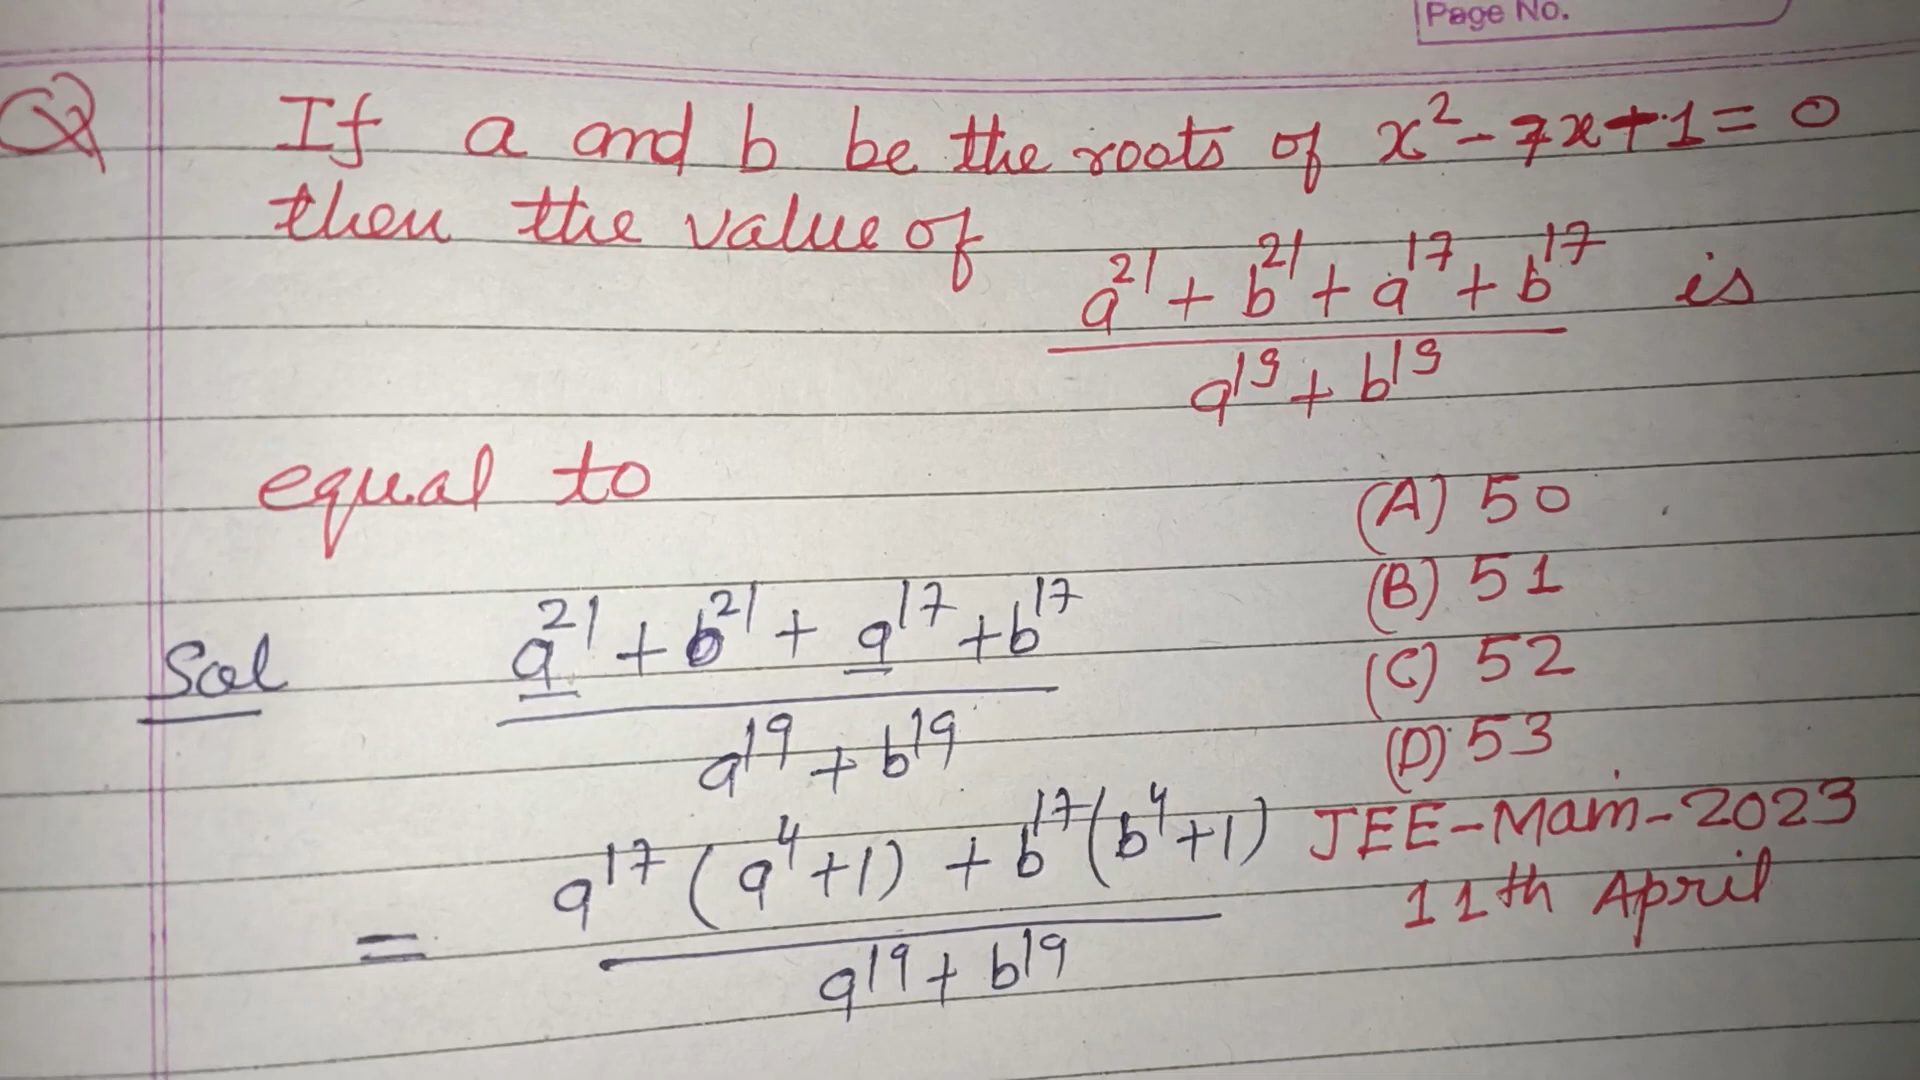 Page No.
Q If a and b be the roots of x² - 7x + 1 = 0
then the value of
a²¹ + b²¹ + a¹⁷ + b¹⁷ is
a¹⁹ + b¹⁹
equal to
(A) 50
(B) 51
(C) 52
(D) 53
JEE-Main-2023
11th April
Sol a²¹ + b²¹ + a¹⁷ + b¹⁷
a¹⁹ + b¹⁹
= a¹⁷(a⁴+1) + b¹⁷(b⁴+1)
a¹⁹ + b¹⁹